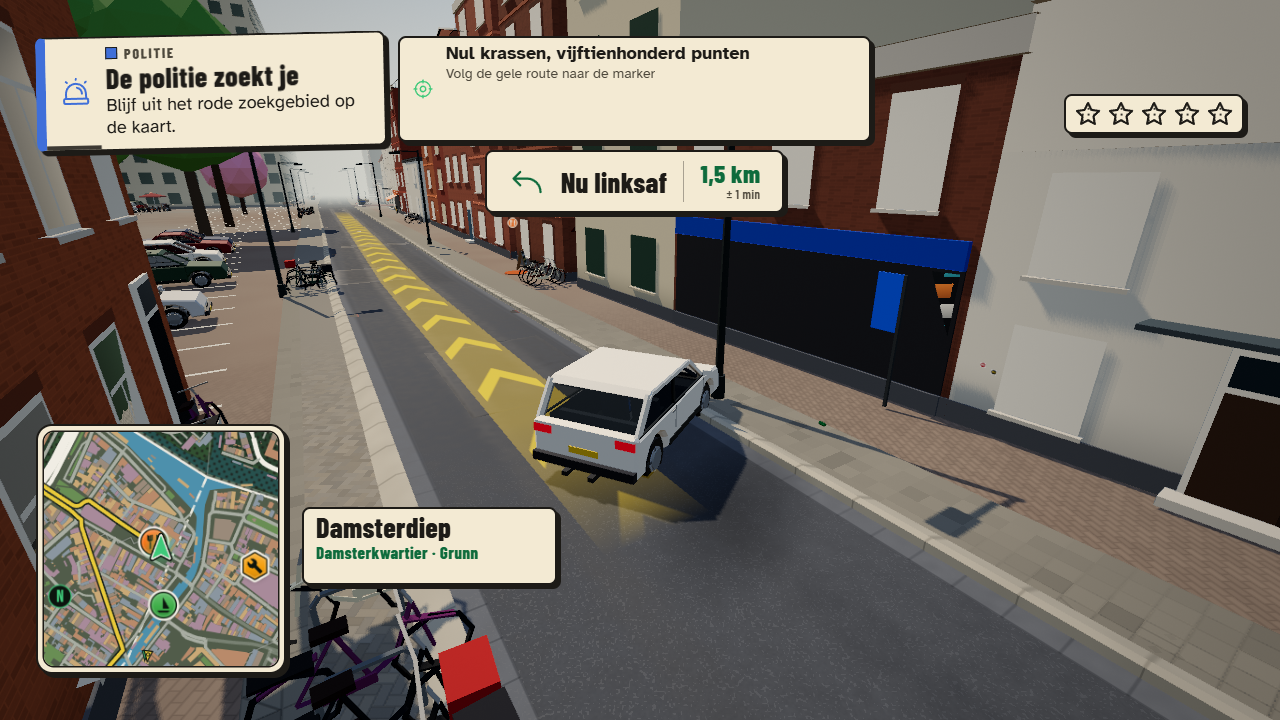 POLITIE
De politie zoekt je
Blijf uit het rode zoekgebied op
de kaart.
Nul krassen, vijftienhonderd punten
Volg de gele route naar de marker
Nu linksaf
1,5 km
± 1 min
Damsterdiep
Damsterkwartier · Grunn
N